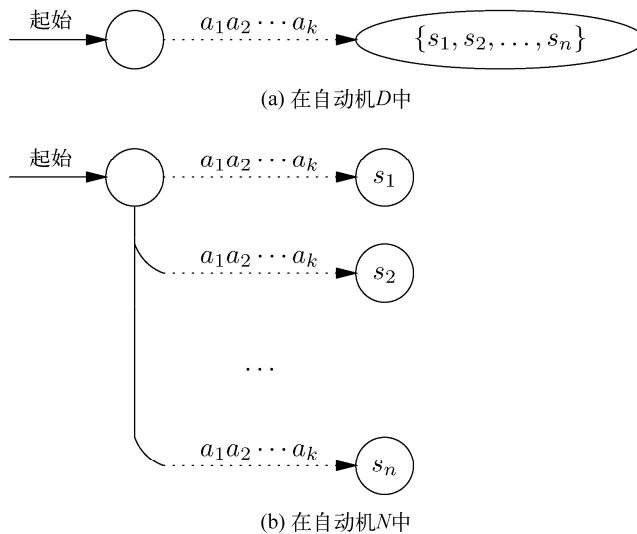 起始 a₁a₂⋯aₖ {s₁, s₂, …, sₙ}
(a) 在自动机D中
起始 a₁a₂⋯aₖ s₁
a₁a₂⋯aₖ s₂
⋯
a₁a₂⋯aₖ sₙ
(b) 在自动机N中